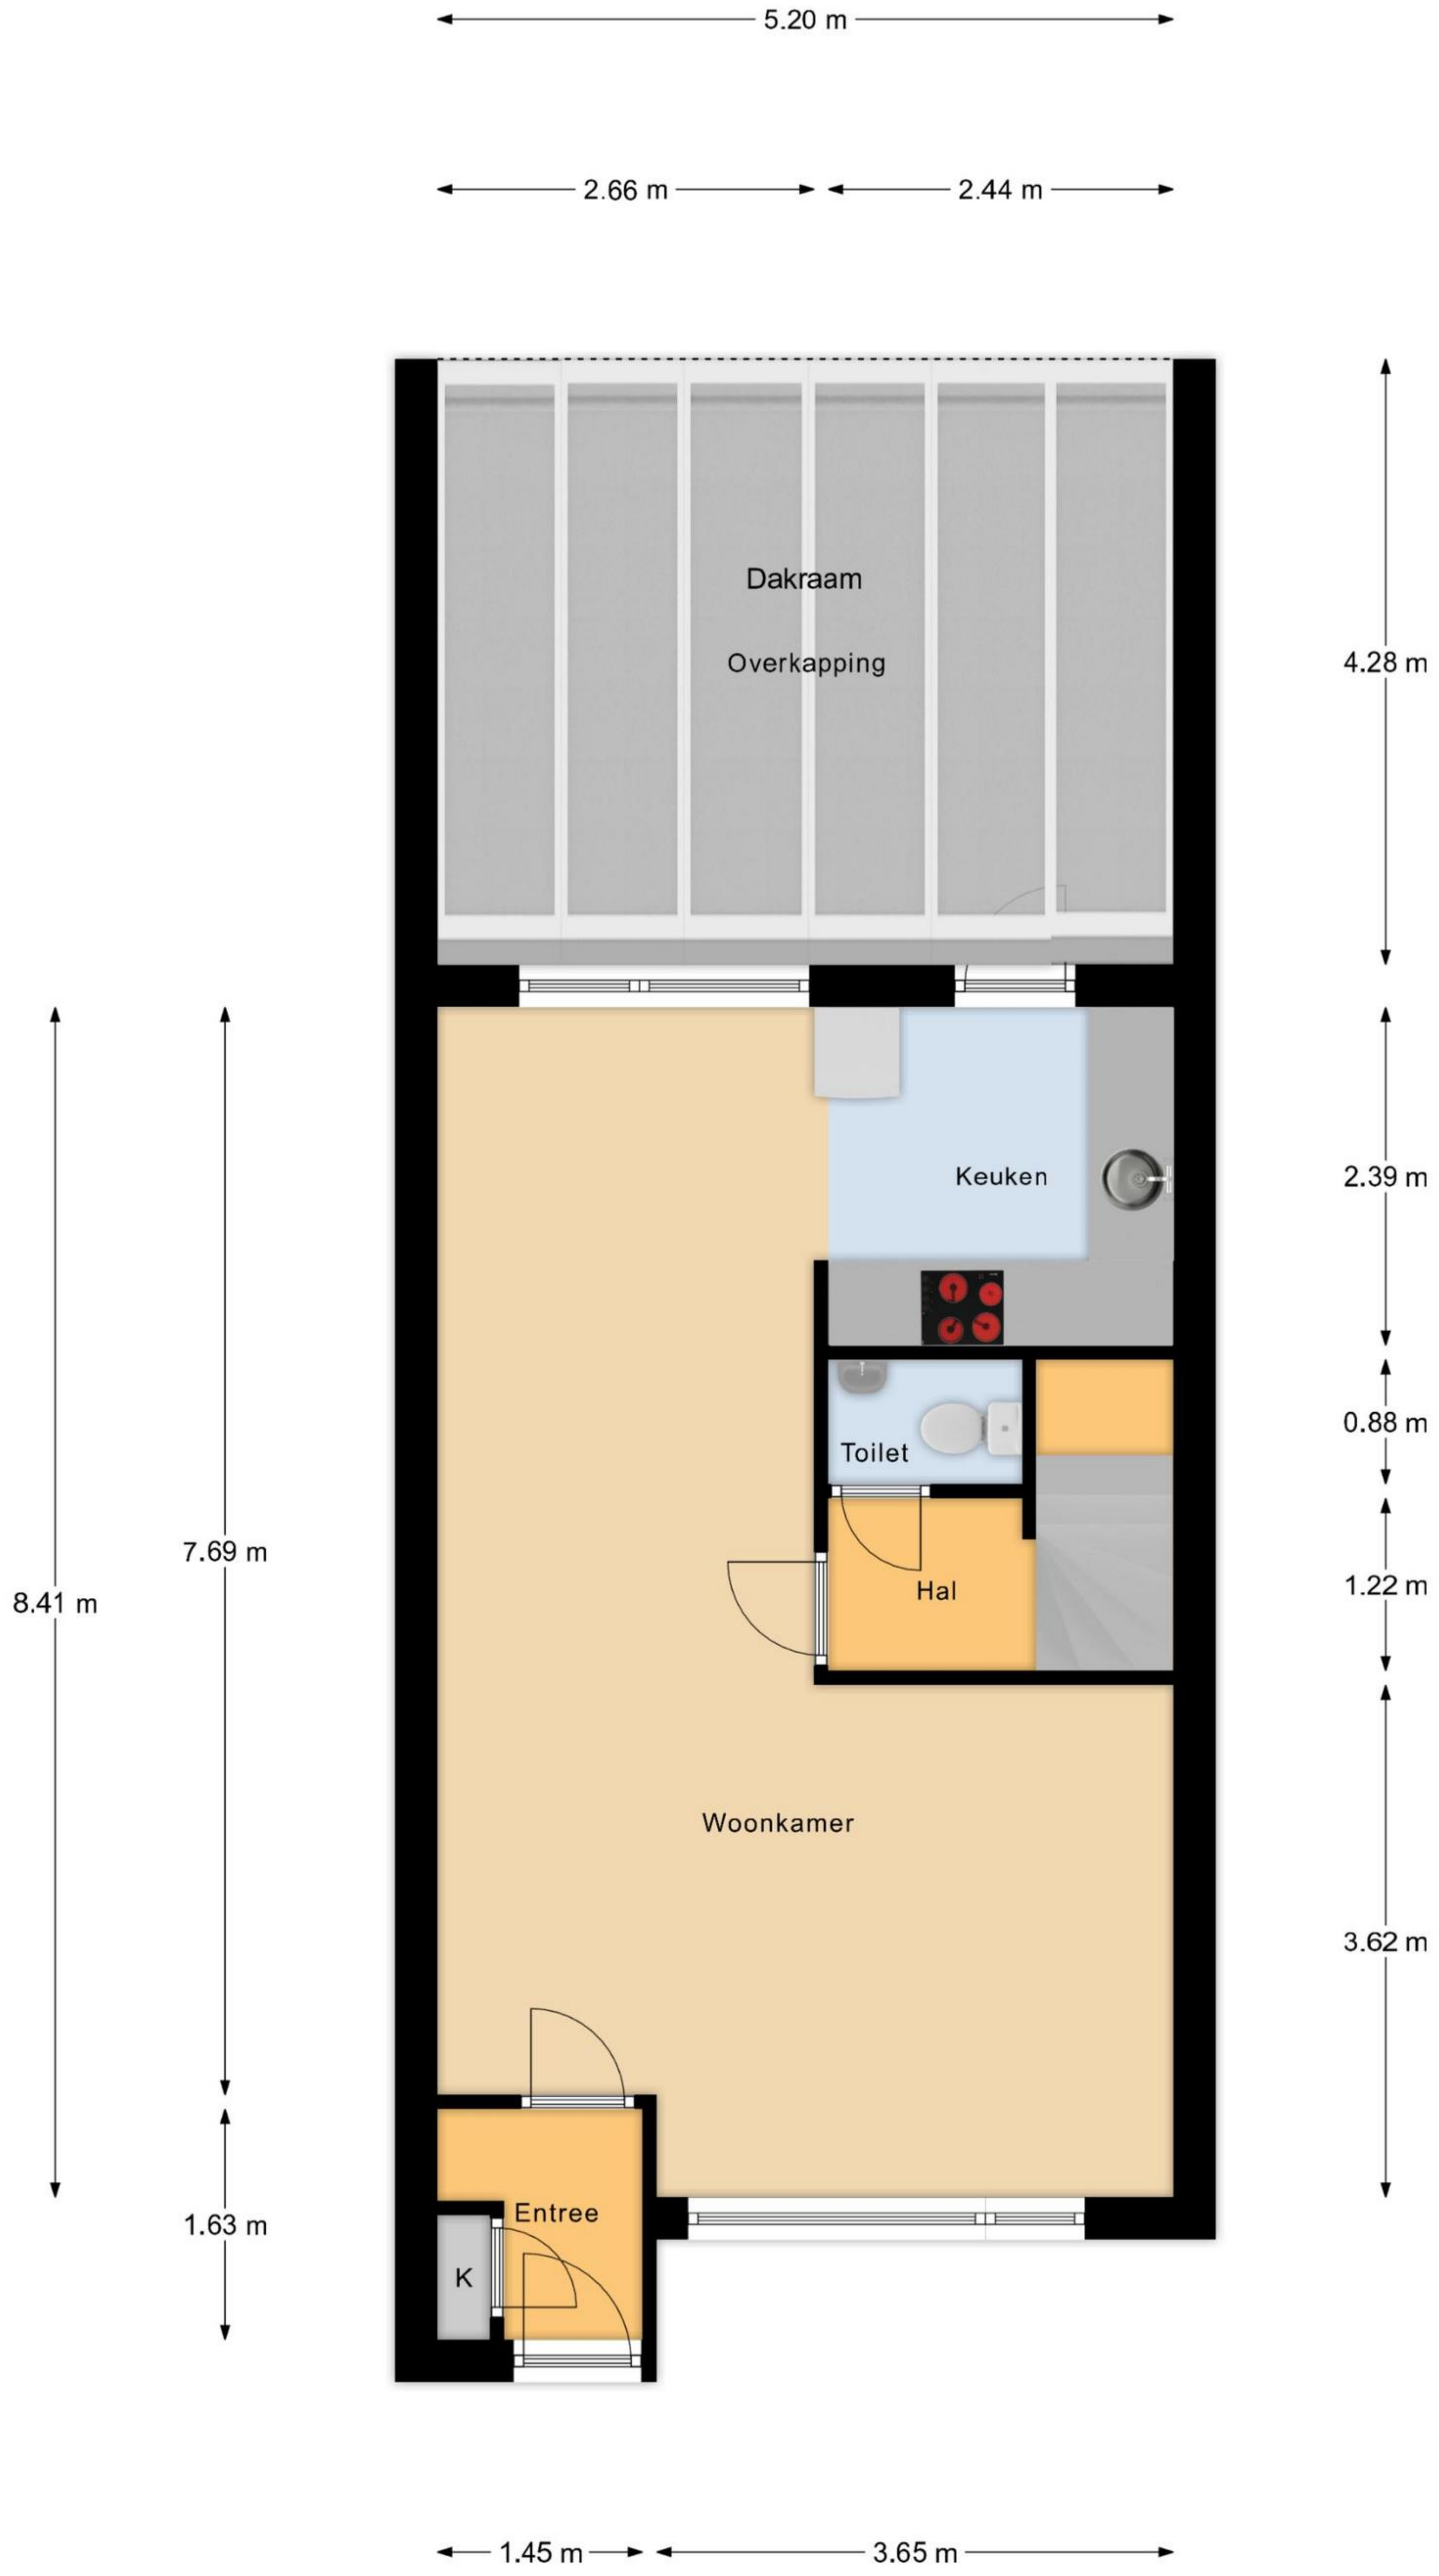 5.20 m
2.66 m
2.44 m
Dakraam
Overkapping
4.28 m
Keuken
2.39 m
Toilet
0.88 m
7.69 m
Hal
1.22 m
8.41 m
Woonkamer
3.62 m
Entree
1.63 m
K
1.45 m
3.65 m